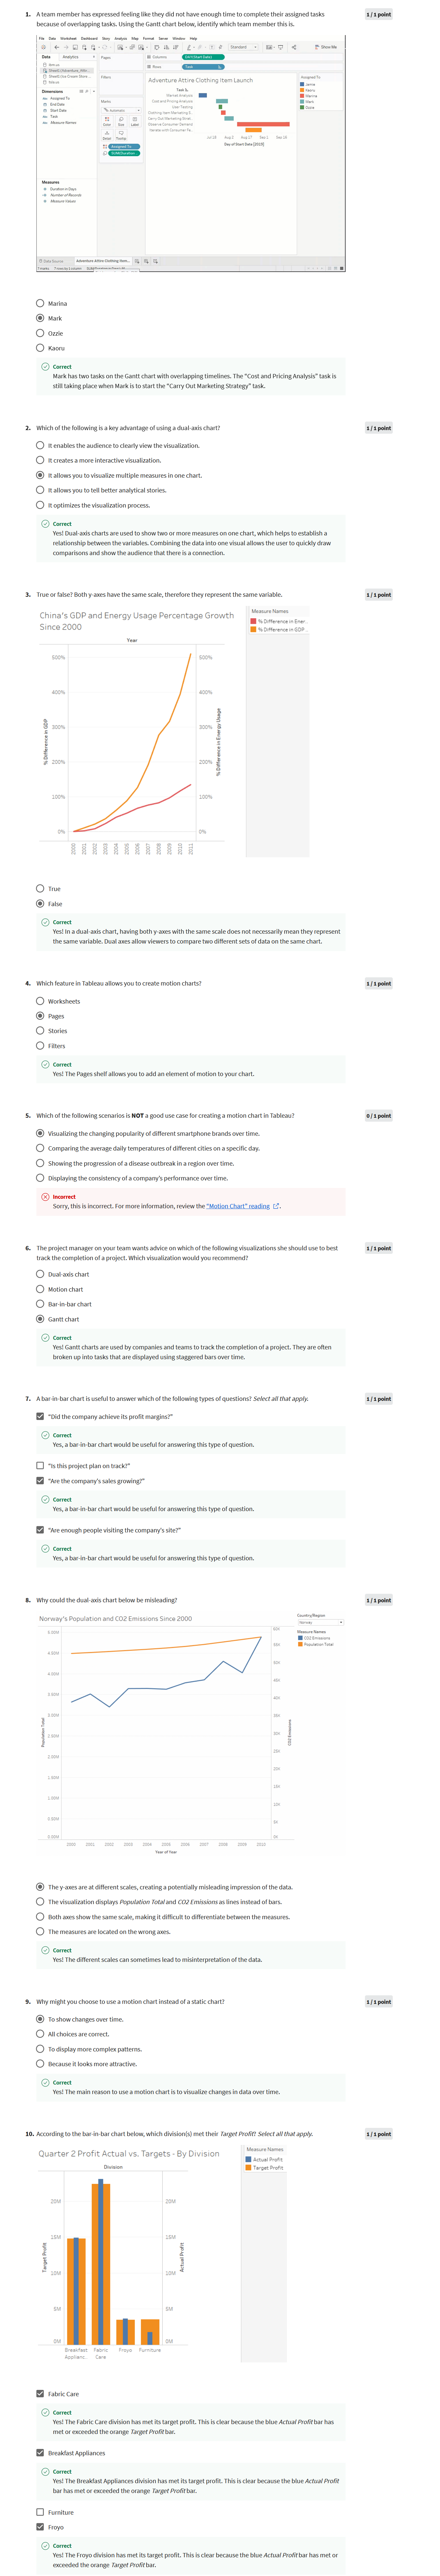 1. A team member has expressed feeling like they did not have enough time to complete their assigned tasks
because of overlapping tasks. Using the Gantt chart below, identify which team member this is.
1 / 1 point
File Data Worksheet Dashboard Story Analysis Map Format Server Window Help
Standard
Show Me
Data Analytics
Pages
Columns
Rows
Task
Filters
Dimensions
Assigned To
End Date
Start Date
Task
Measure Names
Marks
Automatic
Color Size Label
Detail Tooltip
Assigned To
Measures
Duration in Days
Number of Records
Measure Values
Adventure Attire Clothing Item Launch
Market Analysis
Cost and Pricing Analysis
User Testing
Clothing Item Marketing S..
Carry Out Marketing Strat..
Observe Consumer Demand
Iterate with Consumer Fe..
Day of Start Date [2023]
Assigned To
Marina
Mark
Ozzie
Data Source
Adventure Attire Clothing Item...
Marina
Mark
Ozzie
Kaoru
Correct
Mark has two tasks on the Gantt chart with overlapping timelines. The “Cost and Pricing Analysis” task is
still taking place when Mark is to start the “Carry Out Marketing Strategy” task.
2. Which of the following is a key advantage of using a dual-axis chart?
1 / 1 point
It enables the audience to clearly view the visualization.
It creates a more interactive visualization.
It allows you to visualize multiple measures in one chart.
It allows you to tell better analytical stories.
It optimizes the visualization process.
Correct
Yes! Dual-axis charts are used to show two or more measures on one chart, which helps to establish a
relationship between the variables. Combining the data into one visual allows the user to quickly draw
comparisons and show the audience that there is a connection.
3. True or false? Both y-axes have the same scale, therefore they represent the same variable.
1 / 1 point
China's GDP and Energy Usage Percentage Growth
Since 2000
Measure Names
% Difference in Ener..
% Difference in GDP ..
Year
500% 500%
400% 400%
300% 300%
200% 200%
100% 100%
0% 0%
% Difference in GDP
% Difference in Energy Usage
2000 2001 2002 2003 2004 2005 2006 2007 2008 2009 2010 2011
True
False
Correct
Yes! In a dual-axis chart, having both y-axes with the same scale does not necessarily mean they represent
the same variable. Dual axes allow viewers to compare two different sets of data on the same chart.
4. Which feature in Tableau allows you to create motion charts?
1 / 1 point
Worksheets
Pages
Stories
Filters
Correct
Yes! The Pages shelf allows you to add an element of motion to your chart.
5. Which of the following scenarios is NOT a good use case for creating a motion chart in Tableau?
0 / 1 point
Visualizing the changing popularity of different smartphone brands over time.
Comparing the average daily temperatures of different cities on a specific day.
Showing the progression of a disease outbreak in a region over time.
Displaying the consistency of a company's performance over time.
Incorrect
Sorry, this is incorrect. For more information, review the "Motion Chart" reading.
6. The project manager on your team wants advice on which of the following visualizations she should use to best
track the completion of a project. Which visualization would you recommend?
1 / 1 point
Dual-axis chart
Motion chart
Bar-in-bar chart
Gantt chart
Correct
Yes! Gantt charts are used by companies and teams to track the completion of a project. They are often
broken up into tasks that are displayed using staggered bars over time.
7. A bar-in-bar chart is useful to answer which of the following types of questions? Select all that apply.
1 / 1 point
"Did the company achieve its profit margins?"
Correct
Yes, a bar-in-bar chart would be useful for answering this type of question.
"Is this project plan on track?"
"Are the company's sales growing?"
Correct
Yes, a bar-in-bar chart would be useful for answering this type of question.
"Are enough people visiting the company's site?"
Correct
Yes, a bar-in-bar chart would be useful for answering this type of question.
8. Why could the dual-axis chart below be misleading?
1 / 1 point
Norway's Population and CO2 Emissions Since 2000
Country/Region
Norway
Measure Names
CO2 Emissions
Population Total
Population Total
CO2 Emissions
2000 2001 2002 2003 2004 2005 2006 2007 2008 2009 2010
Year of Year
The y-axes are at different scales, creating a potentially misleading impression of the data.
The visualization displays Population Total and CO2 Emissions as lines instead of bars.
Both axes show the same scale, making it difficult to differentiate between the measures.
The measures are located on the wrong axes.
Correct
Yes! The different scales can sometimes lead to misinterpretation of the data.
9. Why might you choose to use a motion chart instead of a static chart?
1 / 1 point
To show changes over time.
All choices are correct.
To display more complex patterns.
Because it looks more attractive.
Correct
Yes! The main reason to use a motion chart is to visualize changes in data over time.
10. According to the bar-in-bar chart below, which division(s) met their Target Profit? Select all that apply.
1 / 1 point
Quarter 2 Profit Actual vs. Targets - By Division
Measure Names
Actual Profit
Target Profit
Division
20M 20M
15M 15M
10M 10M
5M 5M
0M 0M
Target Profit
Actual Profit
Breakfast Fabric Froyo Furniture
Applianc.. Care
Fabric Care
Correct
Yes! The Fabric Care division has met its target profit. This is clear because the blue Actual Profit bar has
met or exceeded the orange Target Profit bar.
Breakfast Appliances
Correct
Yes! The Breakfast Appliances division has met its target profit. This is clear because the blue Actual Profit
bar has met or exceeded the orange Target Profit bar.
Furniture
Froyo
Correct
Yes! The Froyo division has met its target profit. This is clear because the blue Actual Profit bar has met or
exceeded the orange Target Profit bar.